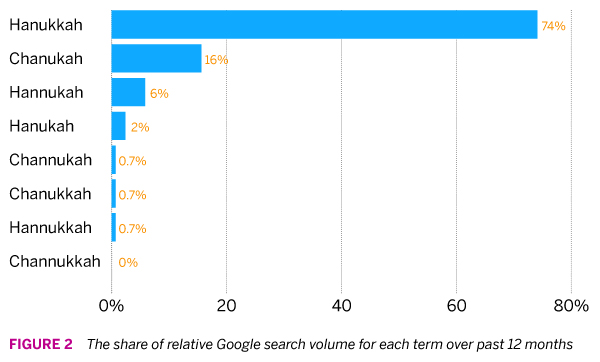 Hanukkah 74%
Chanukah 16%
Hannukah 6%
Hanukah 2%
Channukah 0.7%
Chanukkah 0.7%
Hannukkah 0.7%
Channukkah 0%
0% 20 40 60 80%
FIGURE 2 The share of relative Google search volume for each term over past 12 months